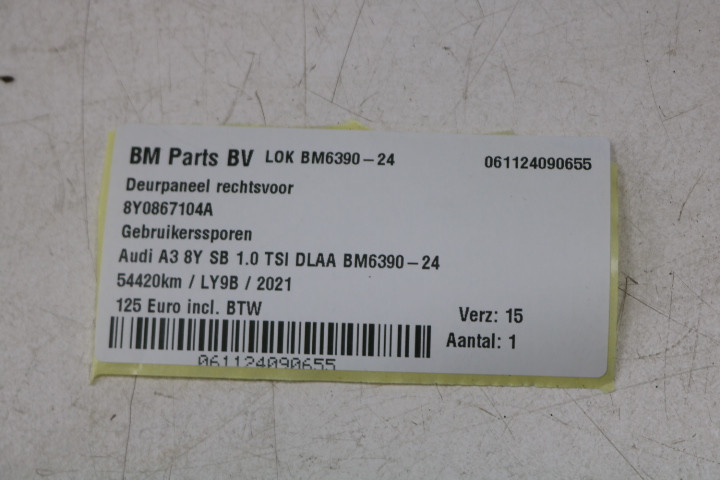 BM Parts BV LOK BM6390-24 061124090655
Deurpaneel rechtsvoor
8Y0867104A
Gebruikerssporen
Audi A3 8Y SB 1.0 TSI DLAA BM6390-24
54420km / LY9B / 2021
125 Euro incl. BTW Verz: 15
Aantal: 1
061124090655